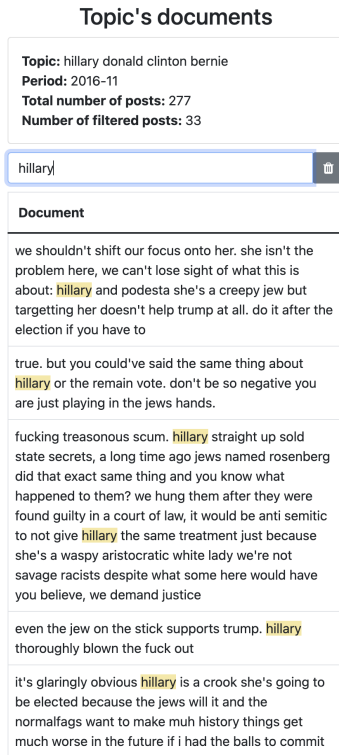 Topic's documents
Topic: hillary donald clinton bernie
Period: 2016-11
Total number of posts: 277
Number of filtered posts: 33
hillary
Document
we shouldn't shift our focus onto her. she isn't the
problem here, we can't lose sight of what this is
about: hillary and podesta she's a creepy jew but
targetting her doesn't help trump at all. do it after the
election if you have to
true. but you could've said the same thing about
hillary or the remain vote. don't be so negative you
are just playing in the jews hands.
fucking treasonous scum. hillary straight up sold
state secrets, a long time ago jews named rosenberg
did that exact same thing and you know what
happened to them? we hung them after they were
found guilty in a court of law, it would be anti semitic
to not give hillary the same treatment just because
she's a waspy aristocratic white lady we're not
savage racists despite what some here would have
you believe, we demand justice
even the jew on the stick supports trump. hillary
thoroughly blown the fuck out
it's glaringly obvious hillary is a crook she's going to
be elected because the jews will it and the
normalfags want to make muh history things get
much worse in the future if i had the balls to commit